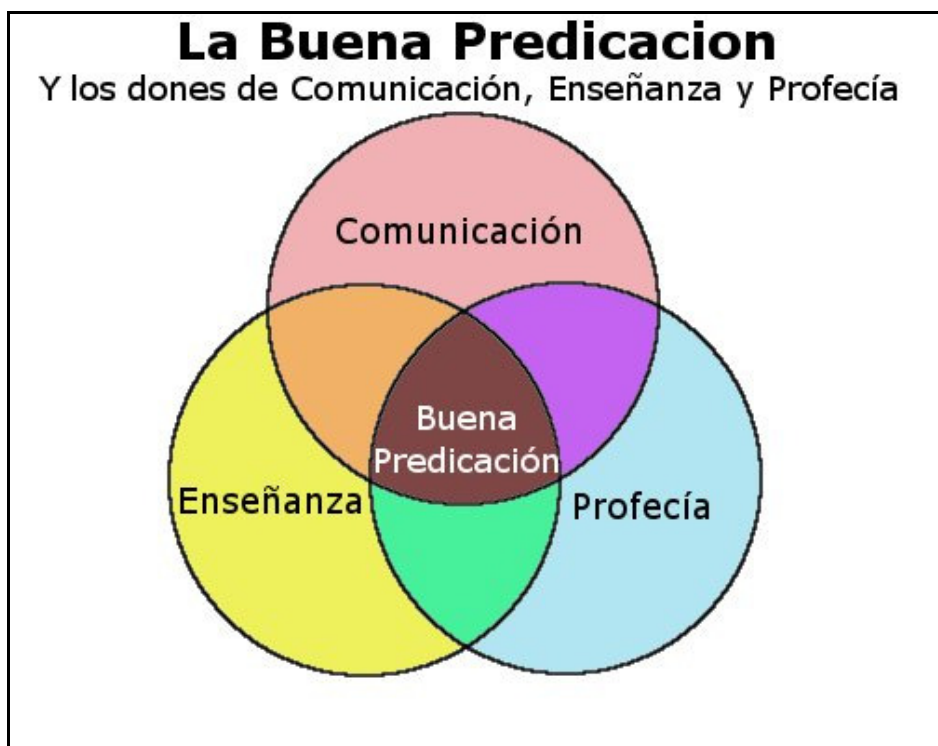 La Buena Predicacion
Y los dones de Comunicación, Enseñanza y Profecía
Comunicación
Buena
Predicación
Enseñanza
Profecía